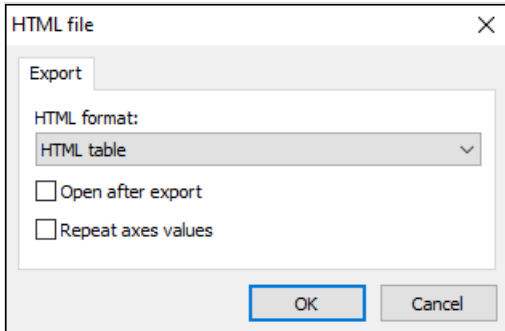 HTML file
Export
HTML format:
HTML table
Open after export
Repeat axes values
OK Cancel